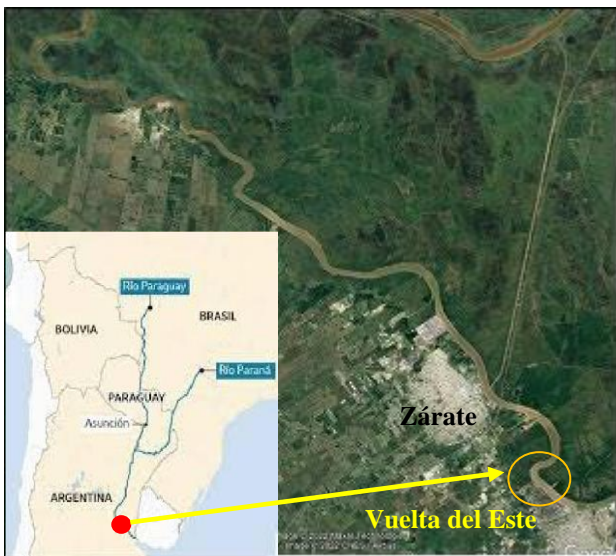 Río Paraguay
BRASIL
BOLIVIA
Río Paraná
PARAGUAY
Asunción
ARGENTINA
Zárate
Vuelta del Este